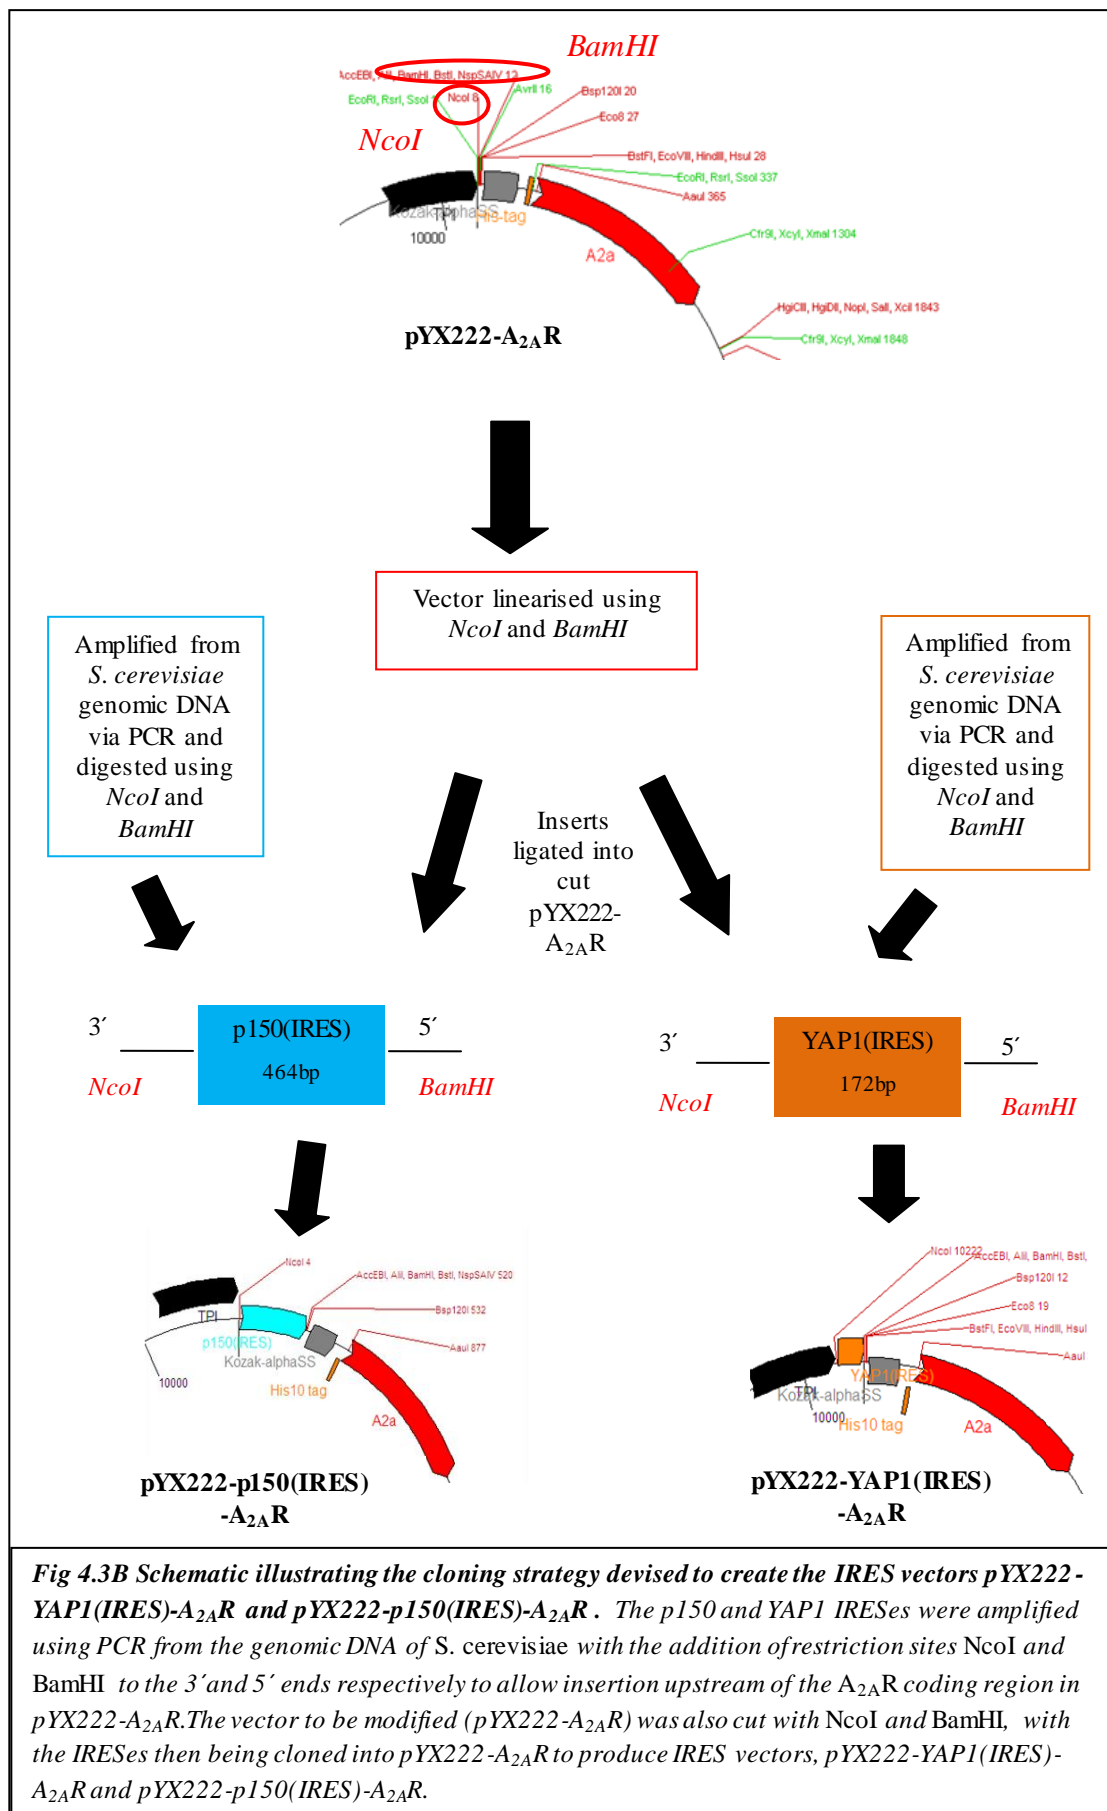 BamHI
AccEBI, AliI, BamHI, BstI, NspSAIV 12
EcoRI, RsrI, SsoI 1
NcoI 8
AvrII 16
Bsp120I 20
Eco8 27
NcoI
BstFI, EcoVIII, HindIII, HsuI 28
EcoRI, RsrI, SsoI 337
AauI 365
Kozak-alphaSS
TPI
His-tag
10000
A2a
Cfr9I, XcyI, XmaI 1304
HgiCIII, HgiDII, NopI, SalI, XciI 1843
Cfr9I, XcyI, XmaI 1848
pYX222-A2AR
Vector linearised using
NcoI and BamHI
Amplified from
S. cerevisiae
genomic DNA
via PCR and
digested using
NcoI and
BamHI
Amplified from
S. cerevisiae
genomic DNA
via PCR and
digested using
NcoI and
BamHI
Inserts
ligated into
cut
pYX222-
A2AR
3´ p150(IRES) 5´
464bp
NcoI BamHI
3´ YAP1(IRES) 5´
172bp
NcoI BamHI
NcoI 4
AccEBI, AliI, BamHI, BstI, NspSAIV 520
Bsp120I 532
AauI 877
TPI
p150(IRES)
Kozak-alphaSS
10000
His10 tag
A2a
pYX222-p150(IRES)
-A2AR
NcoI 10222
AccEBI, AliI, BamHI, BstI,
Bsp120I 12
Eco8 19
BstFI, EcoVIII, HindIII, HsuI
AauI
YAP1(IRES)
TPI
Kozak-alphaSS
10000
His10 tag
A2a
pYX222-YAP1(IRES)
-A2AR
Fig 4.3B Schematic illustrating the cloning strategy devised to create the IRES vectors pYX222-
YAP1(IRES)-A2AR and pYX222-p150(IRES)-A2AR. The p150 and YAP1 IRESes were amplified
using PCR from the genomic DNA of S. cerevisiae with the addition of restriction sites NcoI and
BamHI to the 3´and 5´ ends respectively to allow insertion upstream of the A2AR coding region in
pYX222-A2AR.The vector to be modified (pYX222-A2AR) was also cut with NcoI and BamHI, with
the IRESes then being cloned into pYX222-A2AR to produce IRES vectors, pYX222-YAP1(IRES)-
A2AR and pYX222-p150(IRES)-A2AR.